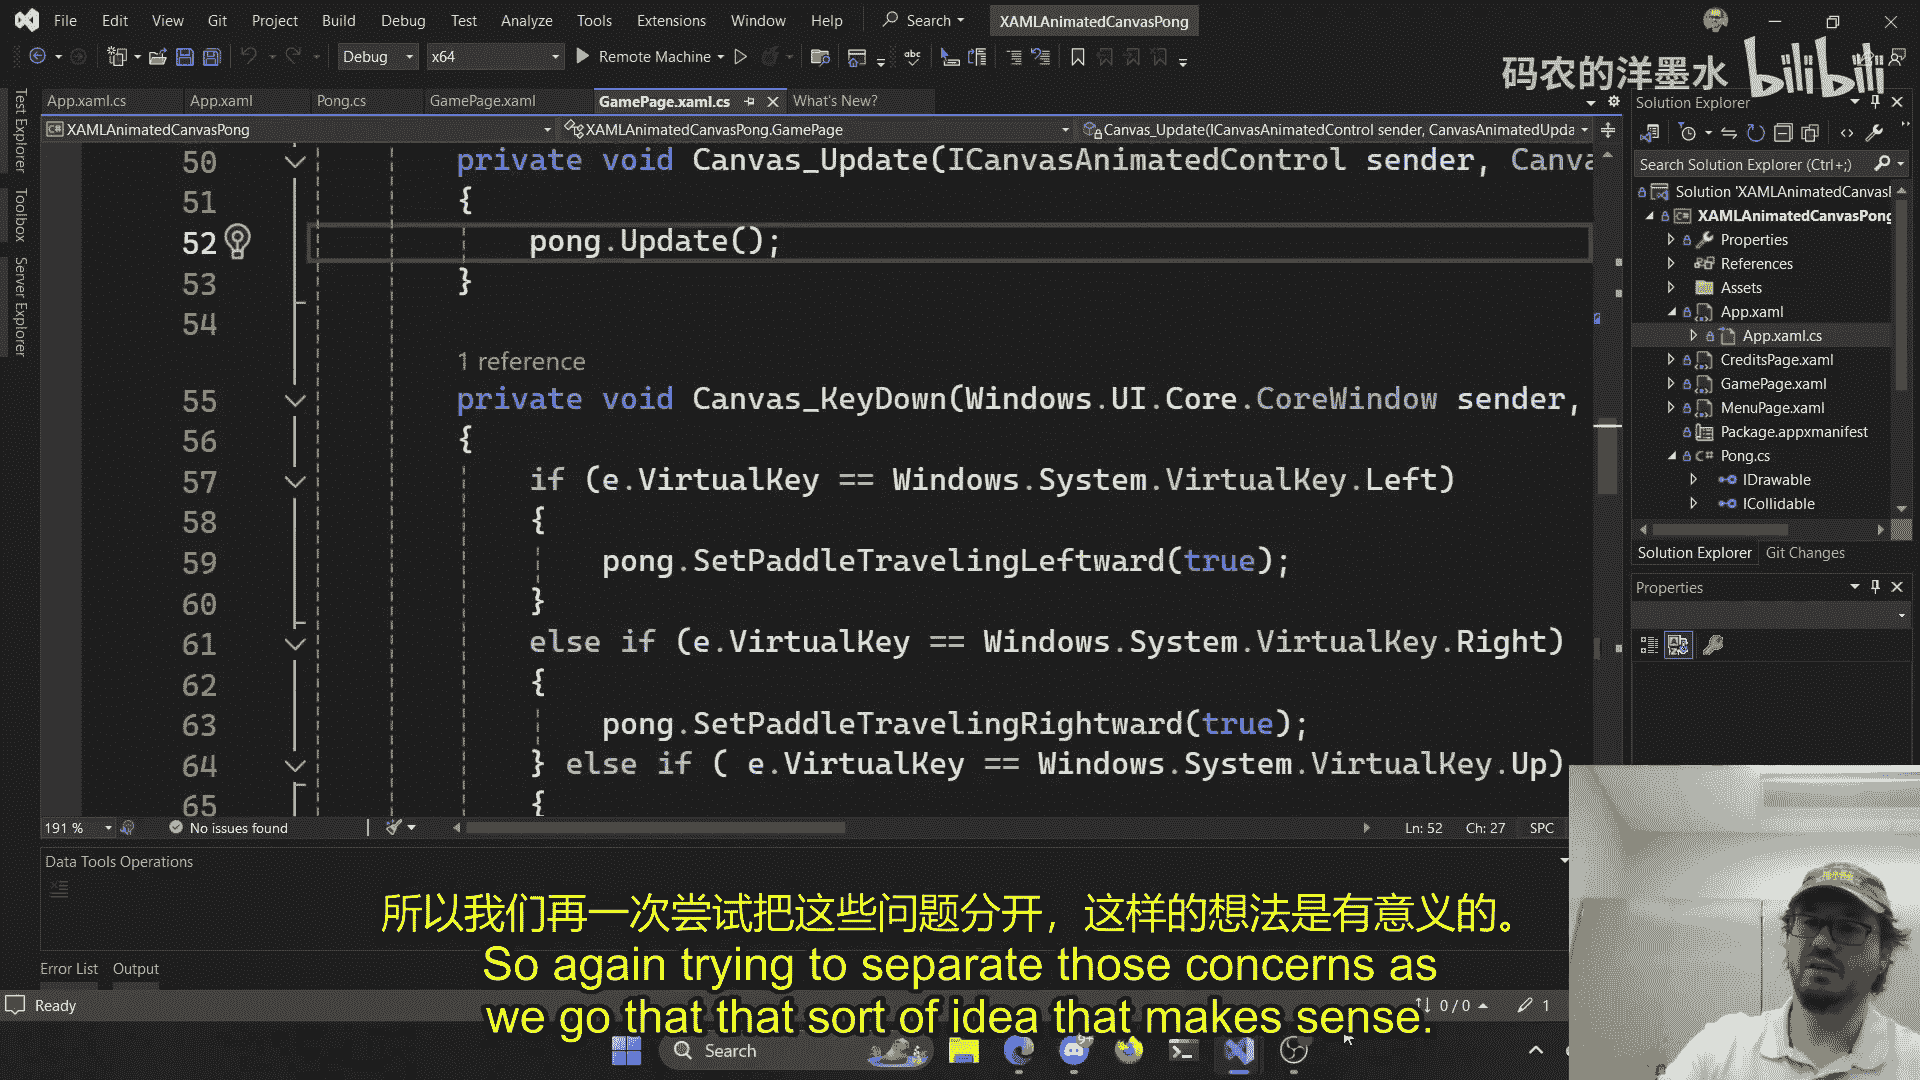 File Edit View Git Project Build Debug Test Analyze Tools Extensions Window Help Search XAMLAnimatedCanvasPong
Debug x64 Remote Machine
码农的洋墨水 bilibili
App.xaml.cs App.xaml Pong.cs GamePage.xaml GamePage.xaml.cs What's New?
XAMLAnimatedCanvasPong XAMLAnimatedCanvasPong.GamePage Canvas_Update(ICanvasAnimatedControl sender, CanvasAnimatedUpda
Test Explorer
Toolbox
Server Explorer
50 private void Canvas_Update(ICanvasAnimatedControl sender, Canva
51 {
52 pong.Update();
53 }
54
1 reference
55 private void Canvas_KeyDown(Windows.UI.Core.CoreWindow sender,
56 {
57 if (e.VirtualKey == Windows.System.VirtualKey.Left)
58 {
59 pong.SetPaddleTravelingLeftward(true);
60 }
61 else if (e.VirtualKey == Windows.System.VirtualKey.Right)
62 {
63 pong.SetPaddleTravelingRightward(true);
64 } else if ( e.VirtualKey == Windows.System.VirtualKey.Up)
65 {
191 % No issues found Ln: 52 Ch: 27 SPC
Solution Explorer
Search Solution Explorer (Ctrl+;)
Solution 'XAMLAnimatedCanvasl
XAMLAnimatedCanvasPong
Properties
References
Assets
App.xaml
App.xaml.cs
CreditsPage.xaml
GamePage.xaml
MenuPage.xaml
Package.appxmanifest
C# Pong.cs
IDrawable
ICollidable
Solution Explorer Git Changes
Properties
Data Tools Operations
所以我们再一次尝试把这些问题分开，这样的想法是有意义的。
So again trying to separate those concerns as
we go that that sort of idea that makes sense.
Error List Output
Ready 0 / 0 1
Search